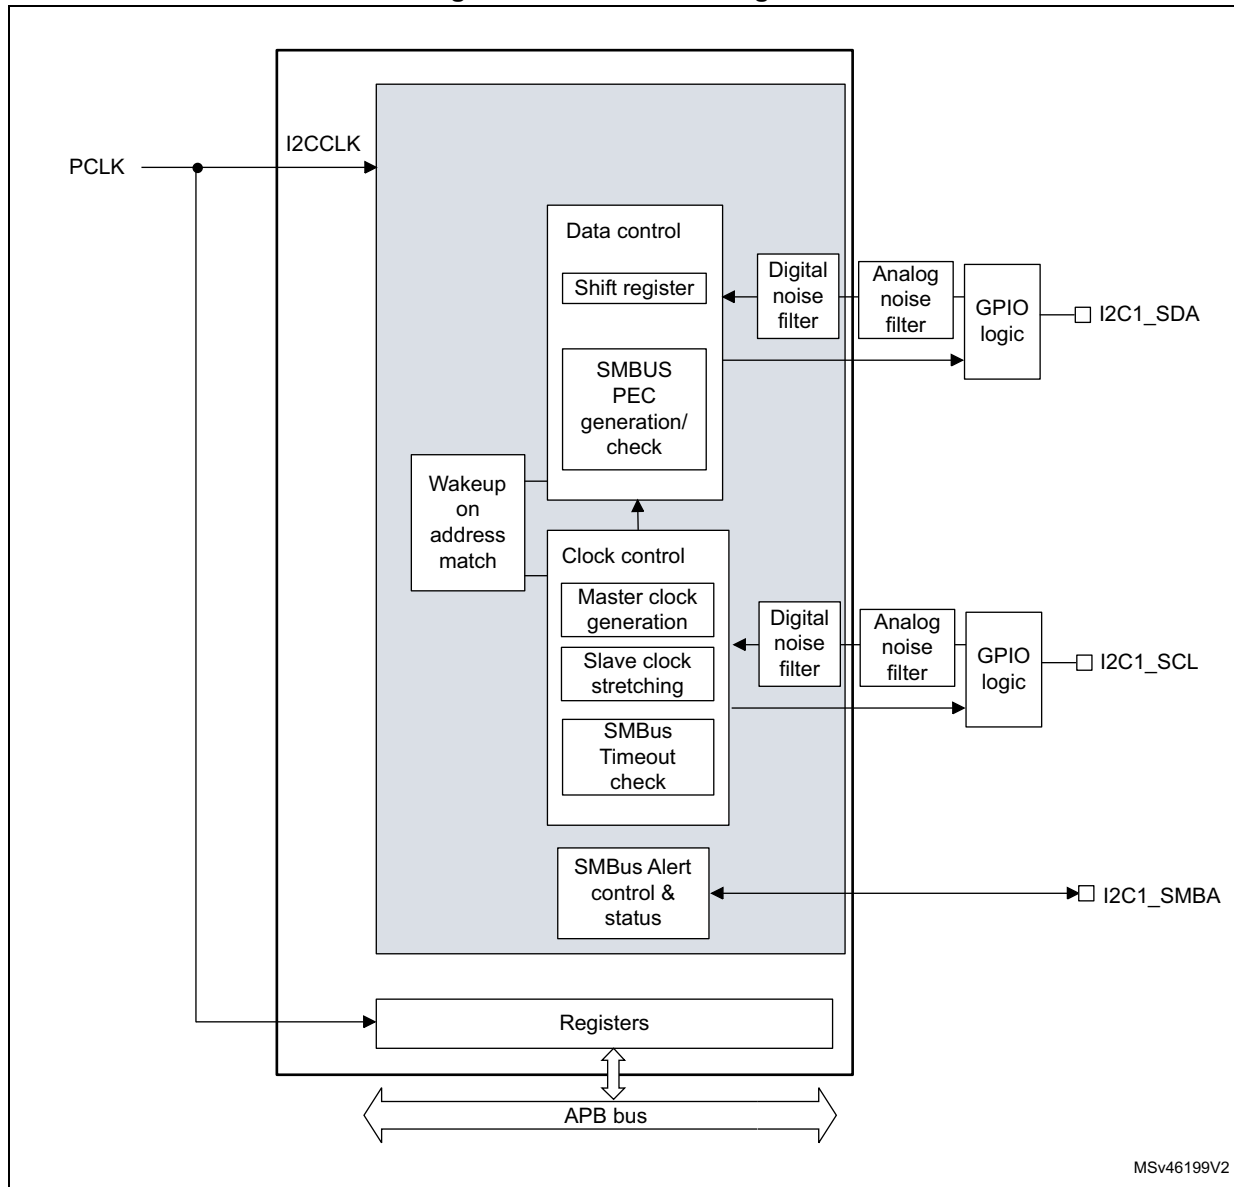 I2CCLK
PCLK
Data control
Shift register
SMBUS
PEC
generation/
check
Digital
noise
filter
Analog
noise
filter
GPIO
logic
I2C1_SDA
Wakeup
on
address
match
Clock control
Master clock
generation
Slave clock
stretching
SMBus
Timeout
check
Digital
noise
filter
Analog
noise
filter
GPIO
logic
I2C1_SCL
SMBus Alert
control &
status
I2C1_SMBA
Registers
APB bus
MSv46199V2